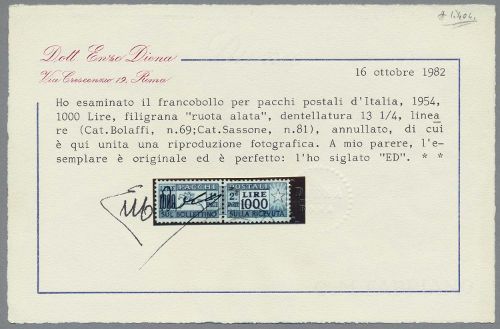 Dott. Enzo Diena
Via Crescenzio 19, Roma
16 ottobre 1982
Ho esaminato il francobollo per pacchi postali d'Italia, 1954,
1000 Lire, filigrana "ruota alata", dentellatura 13 1/4, linea
re (Cat.Bolaffi, n.69;Cat.Sassone, n.81), annullato, di cui
è qui unita una riproduzione fotografica. A mio parere, l'e-
semplare è originale ed è perfetto: l'ho siglato "ED". * *
PACCHI POSTALI
2ª LIRE
PARTE 1000
SUL BOLLETTINO SULLA RICEVUTA